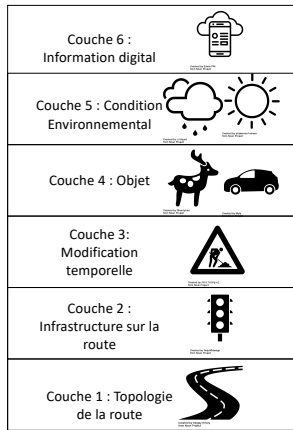 Couche 6 :
Information digital
Couche 5 : Condition
Environnemental
Couche 4 : Objet
Couche 3:
Modification
temporelle
Couche 2 :
Infrastructure sur la
route
Couche 1 : Topologie
de la route